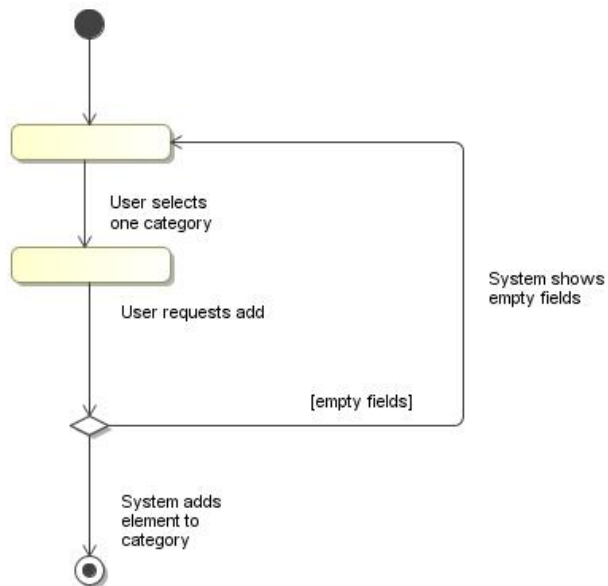 User selects
one category
System shows
empty fields
User requests add
[empty fields]
System adds
element to
category